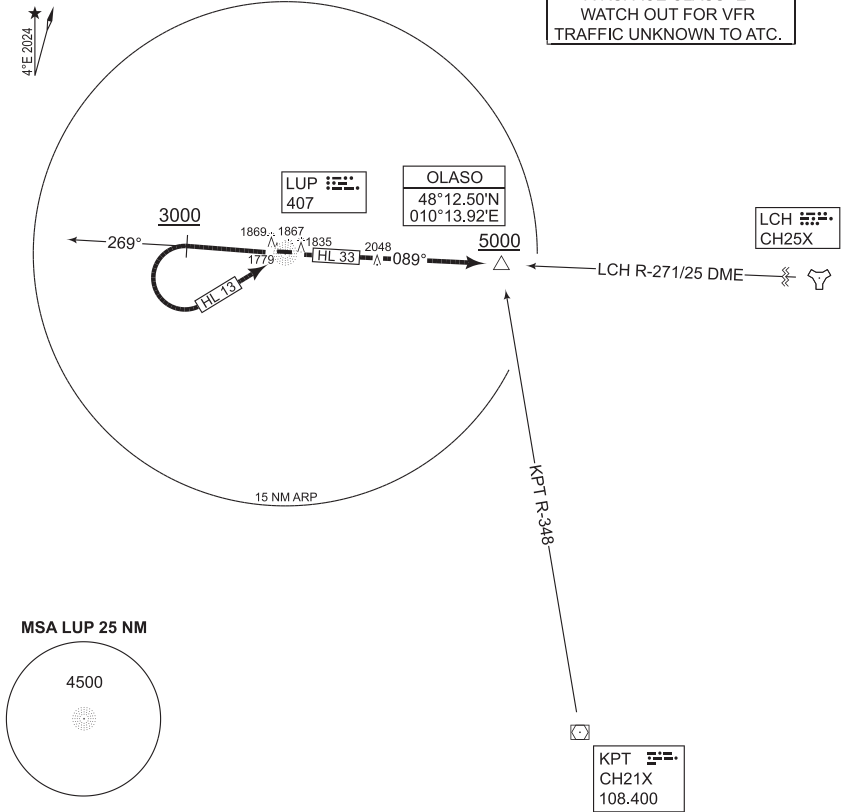 WATCH OUT FOR VFR
TRAFFIC UNKNOWN TO ATC.
4°E 2024
LUP
407
OLASO
48°12.50'N
010°13.92'E
LCH
CH25X
3000
5000
269°
1869
1867
1835
1779
HL 33
2048
089°
HL 13
LCH R-271/25 DME
KPT R-348
15 NM ARP
MSA LUP 25 NM
4500
KPT
CH21X
108.400